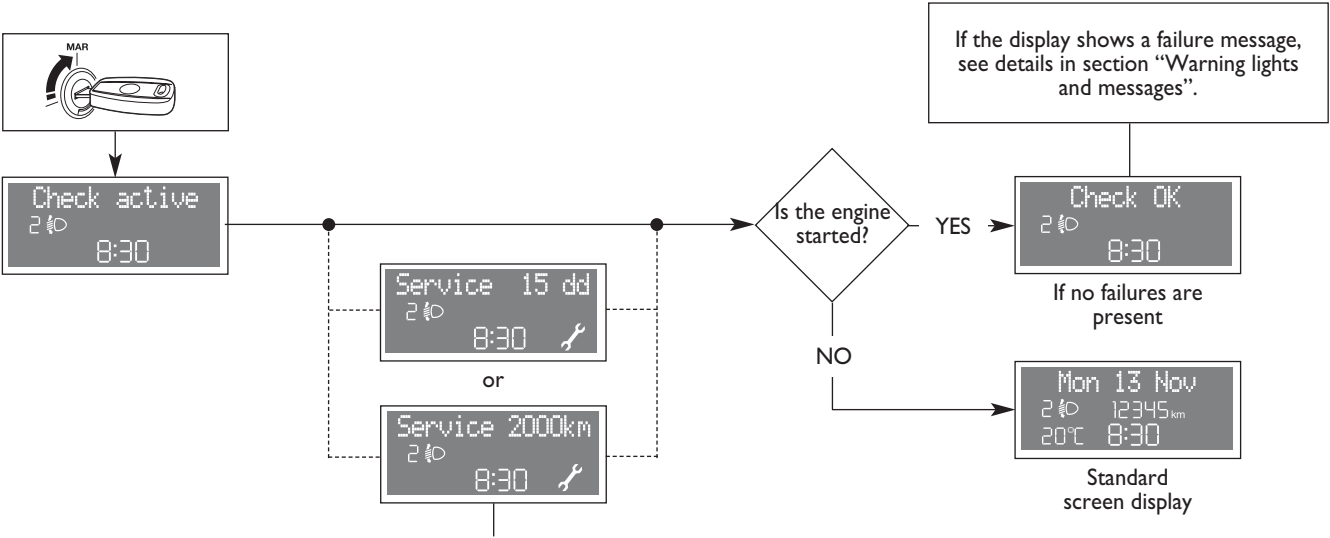 MAR
If the display shows a failure message,
see details in section “Warning lights
and messages”.
Check active
2
8:30
Service 15 dd
2
8:30
or
Service 2000km
2
8:30
Is the engine
started?
YES
NO
Check OK
2
8:30
If no failures are
present
Mon 13 Nov
2 12345 km
20°C 8:30
Standard
screen display